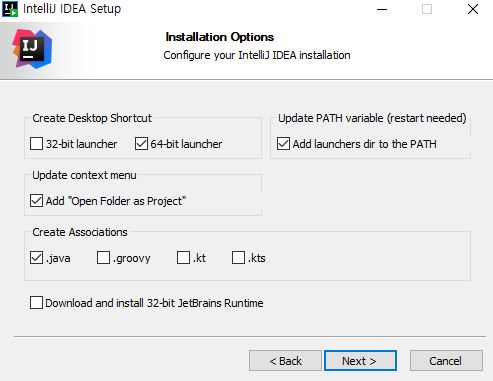 IntelliJ IDEA Setup
IJ
Installation Options
Configure your IntelliJ IDEA installation
Create Desktop Shortcut
32-bit launcher 64-bit launcher
Update PATH variable (restart needed)
Add launchers dir to the PATH
Update context menu
Add "Open Folder as Project"
Create Associations
.java .groovy .kt .kts
Download and install 32-bit JetBrains Runtime
< Back Next > Cancel